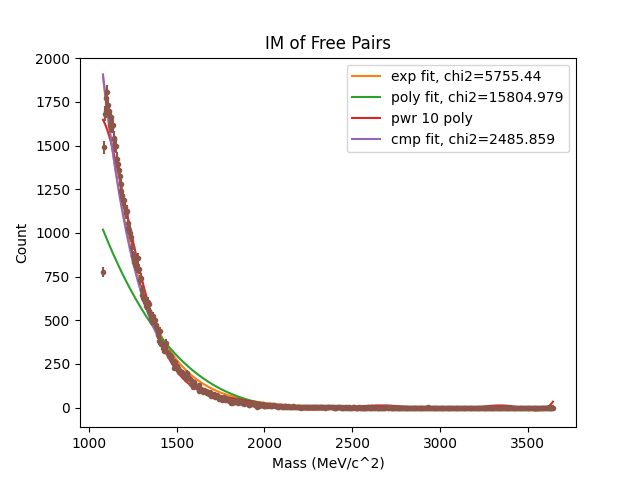 IM of Free Pairs
exp fit, chi2=5755.44
poly fit, chi2=15804.979
pwr 10 poly
cmp fit, chi2=2485.859
Count
2000
1750
1500
1250
1000
750
500
250
0
1000 1500 2000 2500 3000 3500
Mass (MeV/c^2)